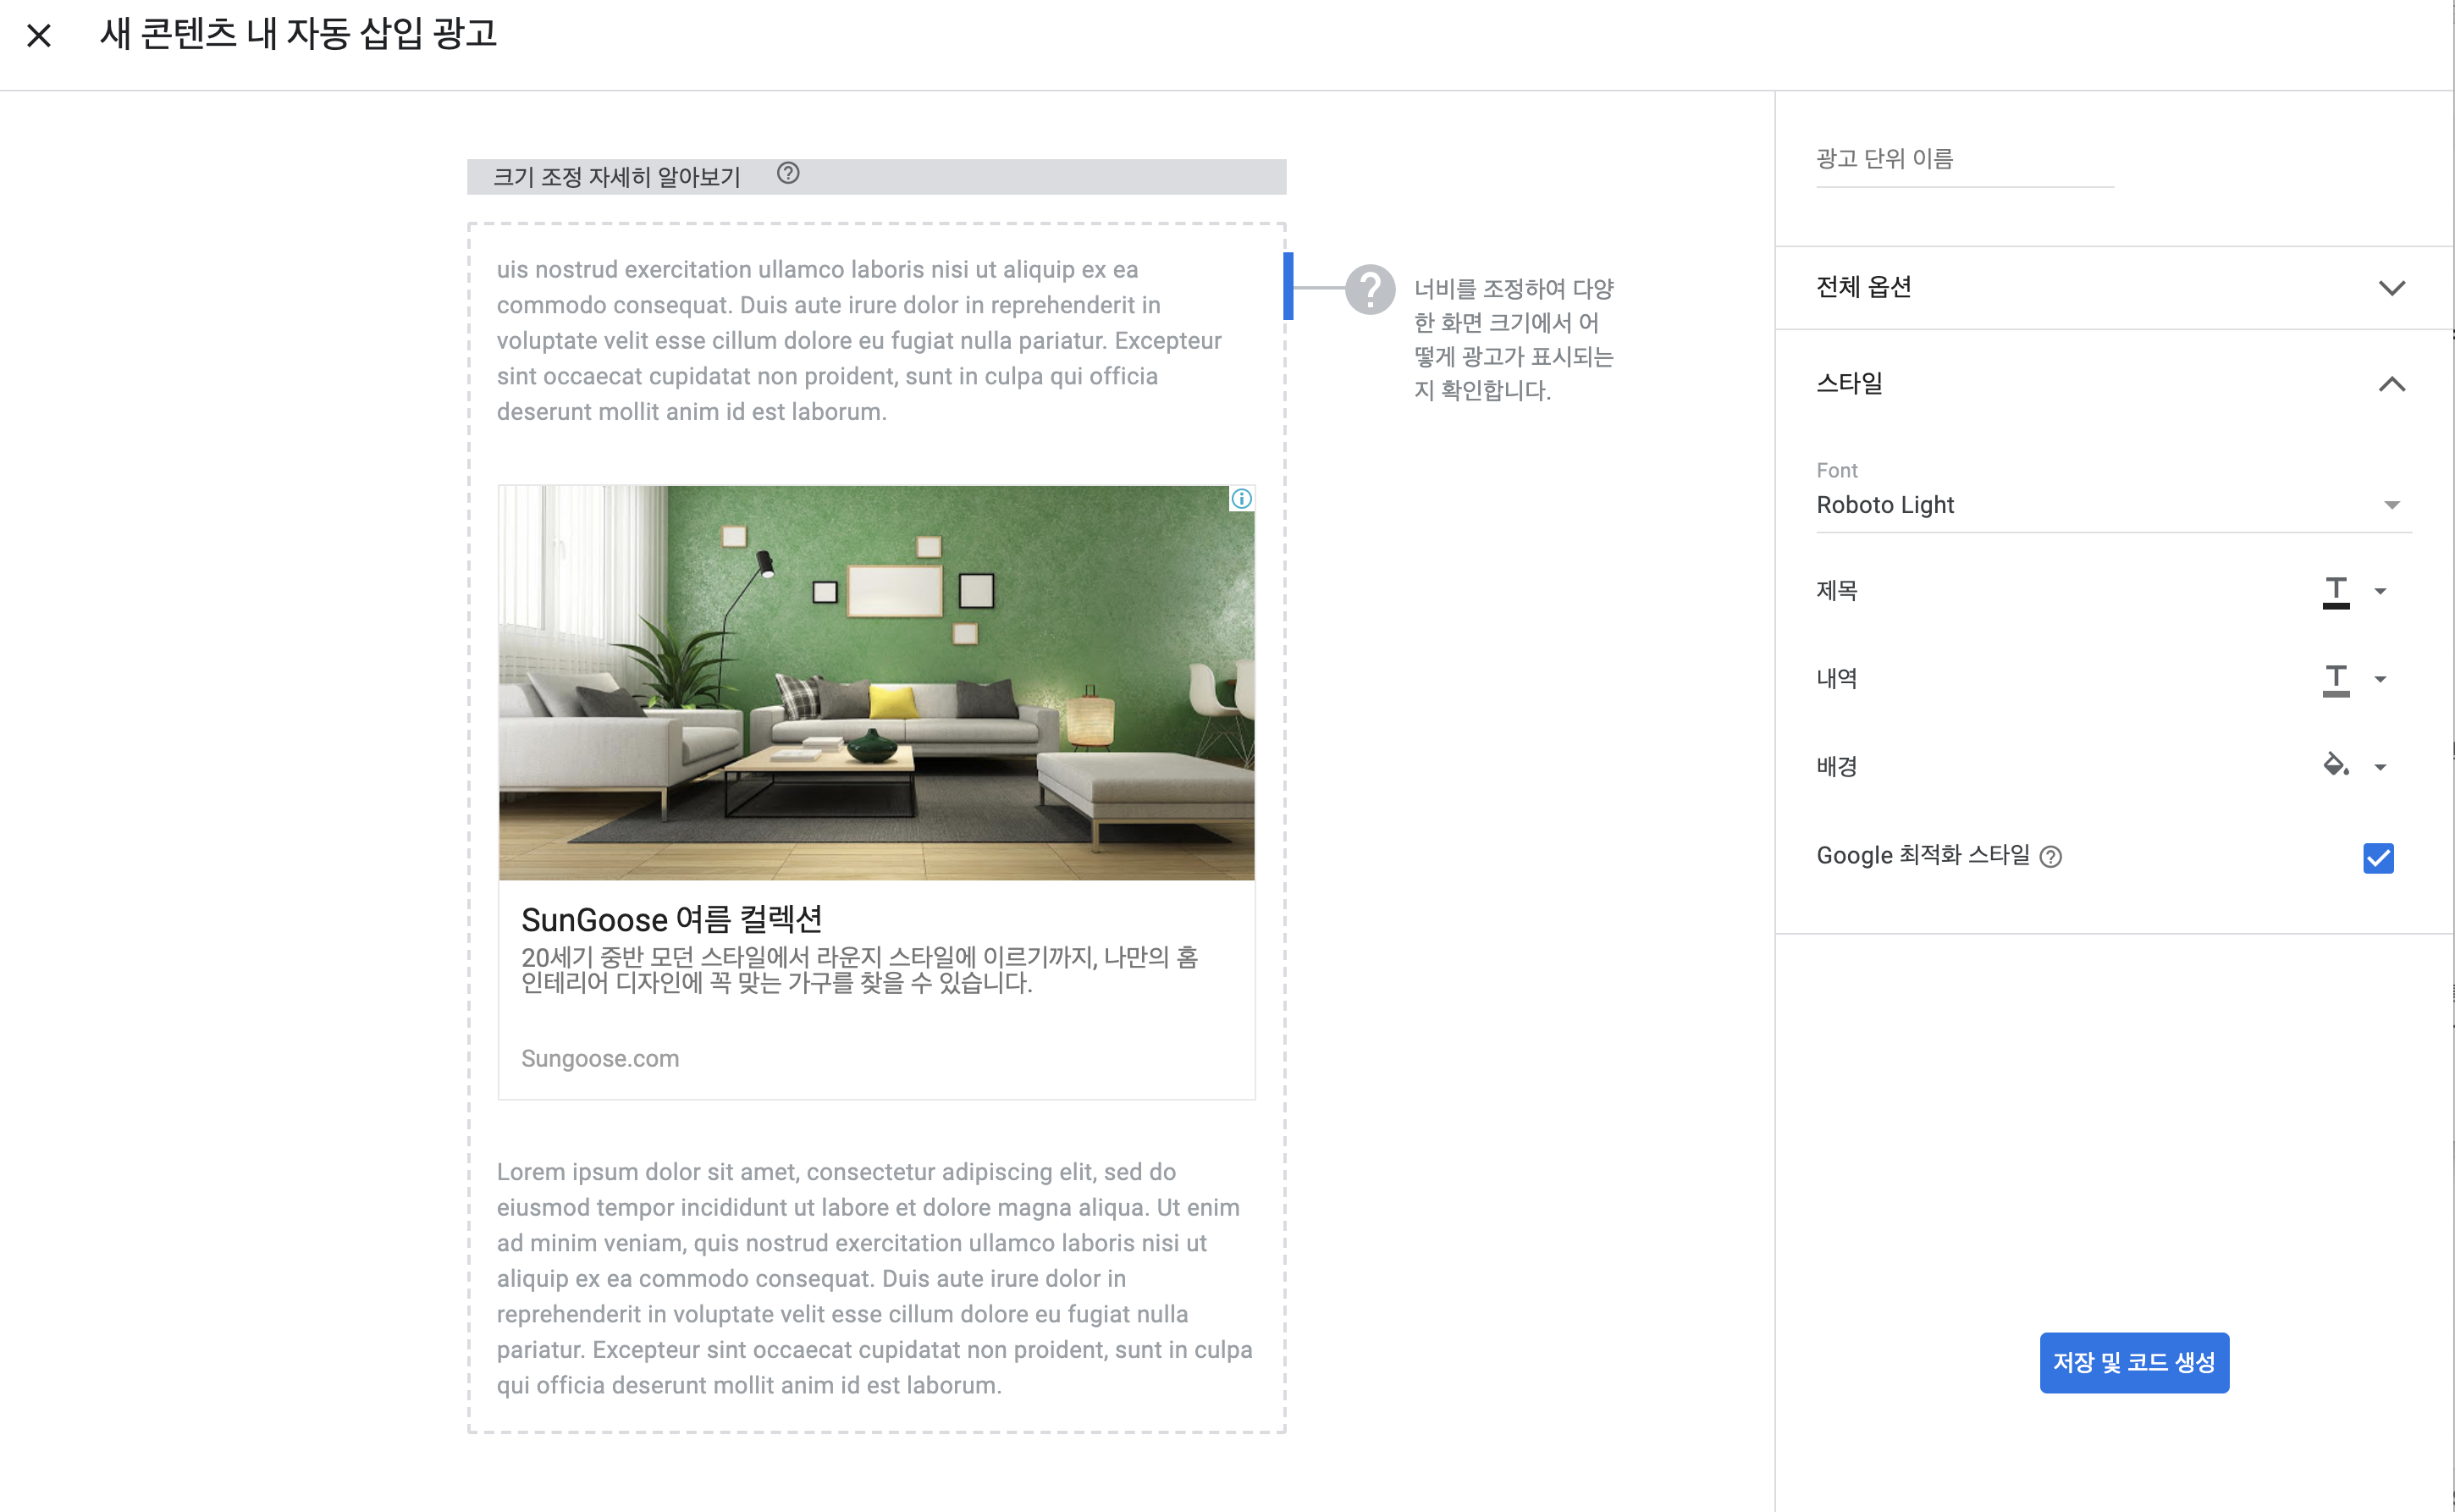 새 콘텐츠 내 자동 삽입 광고
크기 조정 자세히 알아보기
uis nostrud exercitation ullamco laboris nisi ut aliquip ex ea
commodo consequat. Duis aute irure dolor in reprehenderit in
voluptate velit esse cillum dolore eu fugiat nulla pariatur. Excepteur
sint occaecat cupidatat non proident, sunt in culpa qui officia
deserunt mollit anim id est laborum.
너비를 조정하여 다양
한 화면 크기에서 어
떻게 광고가 표시되는
지 확인합니다.
SunGoose 여름 컬렉션
20세기 중반 모던 스타일에서 라운지 스타일에 이르기까지, 나만의 홈
인테리어 디자인에 꼭 맞는 가구를 찾을 수 있습니다.
Sungoose.com
Lorem ipsum dolor sit amet, consectetur adipiscing elit, sed do
eiusmod tempor incididunt ut labore et dolore magna aliqua. Ut enim
ad minim veniam, quis nostrud exercitation ullamco laboris nisi ut
aliquip ex ea commodo consequat. Duis aute irure dolor in
reprehenderit in voluptate velit esse cillum dolore eu fugiat nulla
pariatur. Excepteur sint occaecat cupidatat non proident, sunt in culpa
qui officia deserunt mollit anim id est laborum.
광고 단위 이름
전체 옵션
스타일
Font
Roboto Light
제목
내역
배경
Google 최적화 스타일
저장 및 코드 생성